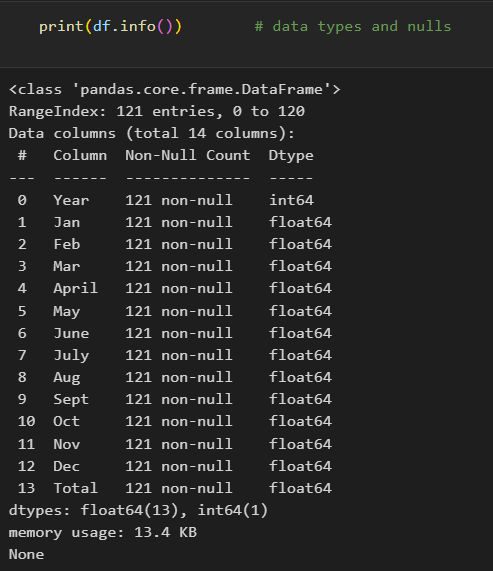 print(df.info())        # data types and nulls
<class 'pandas.core.frame.DataFrame'>
RangeIndex: 121 entries, 0 to 120
Data columns (total 14 columns):
 #   Column  Non-Null Count  Dtype
---  ------  --------------  -----
 0   Year    121 non-null    int64
 1   Jan     121 non-null    float64
 2   Feb     121 non-null    float64
 3   Mar     121 non-null    float64
 4   April   121 non-null    float64
 5   May     121 non-null    float64
 6   June    121 non-null    float64
 7   July    121 non-null    float64
 8   Aug     121 non-null    float64
 9   Sept    121 non-null    float64
 10  Oct     121 non-null    float64
 11  Nov     121 non-null    float64
 12  Dec     121 non-null    float64
 13  Total   121 non-null    float64
dtypes: float64(13), int64(1)
memory usage: 13.4 KB
None